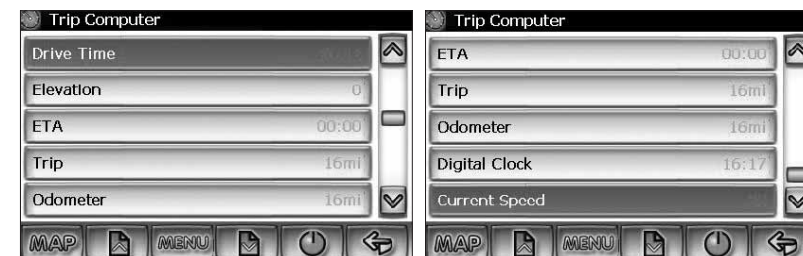 Trip Computer
Drive Time
Elevation 0
ETA 00:00
Trip 16mi
Odometer 16mi
MAP MENU
Trip Computer
ETA 00:00
Trip 16mi
Odometer 16mi
Digital Clock 16:17
Current Speed
MAP MENU